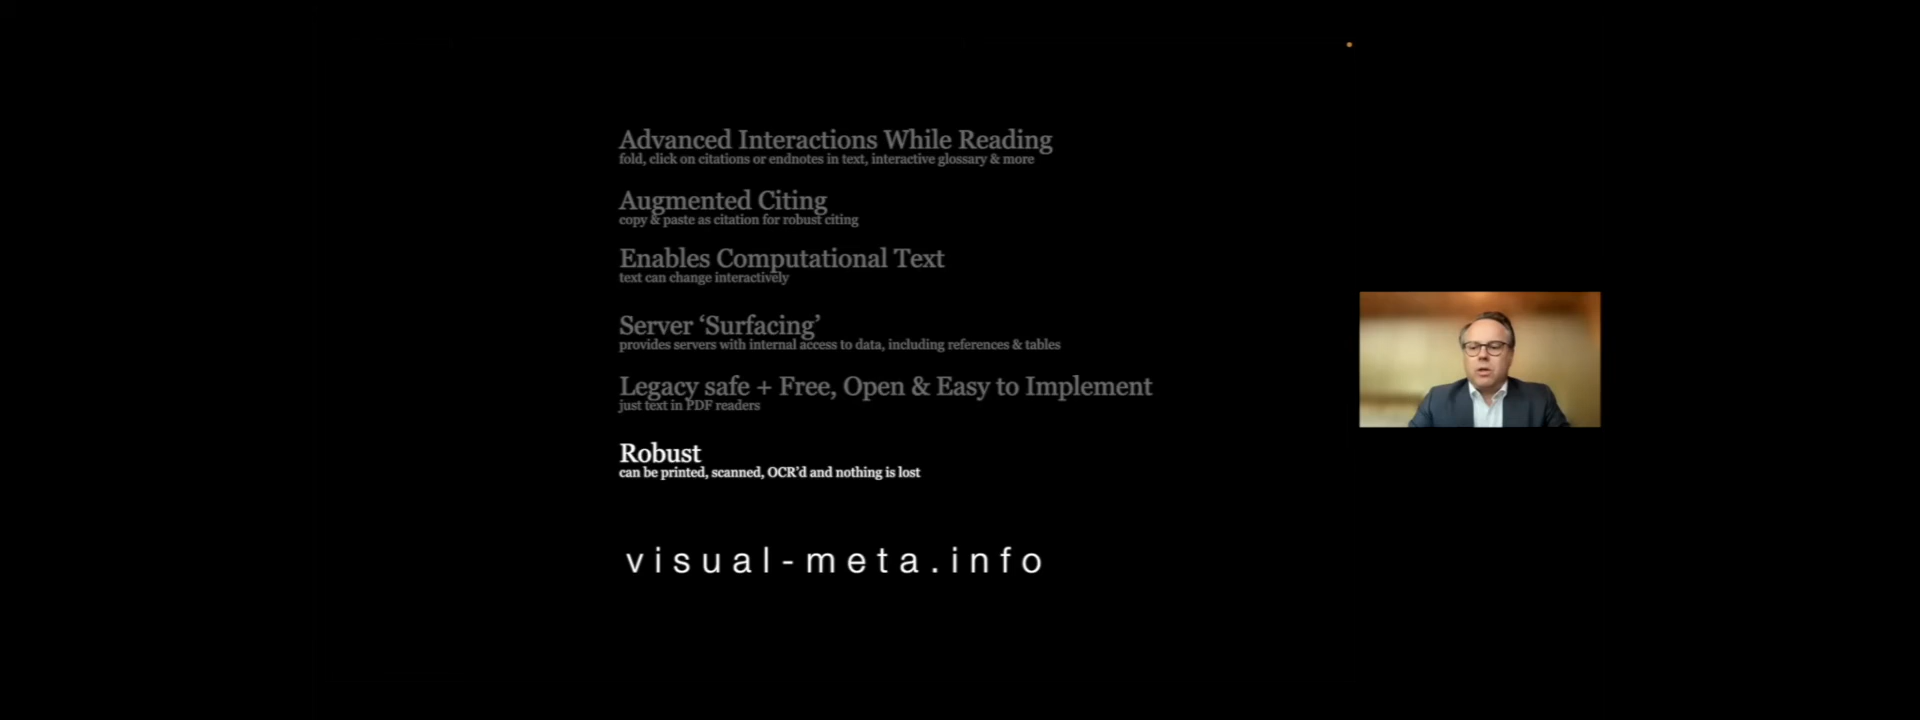 Advanced Interactions While Reading
fold, click on citations or endnotes in text, interactive glossary & more
Augmented Citing
copy & paste as citation for robust citing
Enables Computational Text
text can change interactively
Server ‘Surfacing’
provides servers with internal access to data, including references & tables
Legacy safe + Free, Open & Easy to Implement
just text in PDF readers
Robust
can be printed, scanned, OCR’d and nothing is lost
visual-meta.info